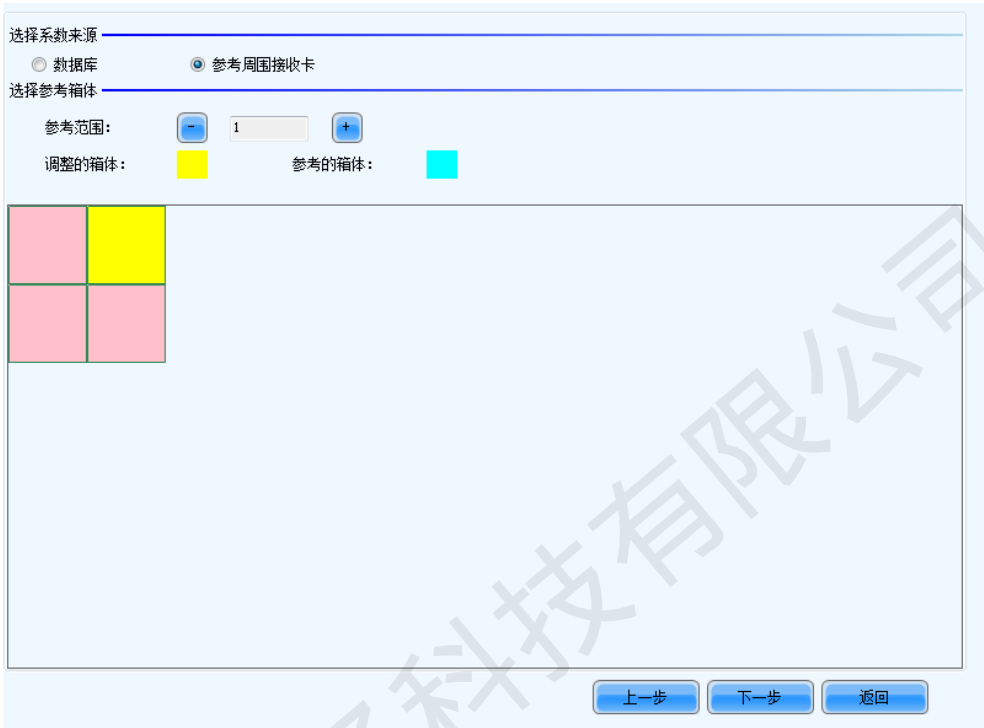 选择系数来源
数据库 参考周围接收卡
选择参考箱体
参考范围： - 1 +
调整的箱体： 参考的箱体：
上一步 下一步 返回
科技有限公司